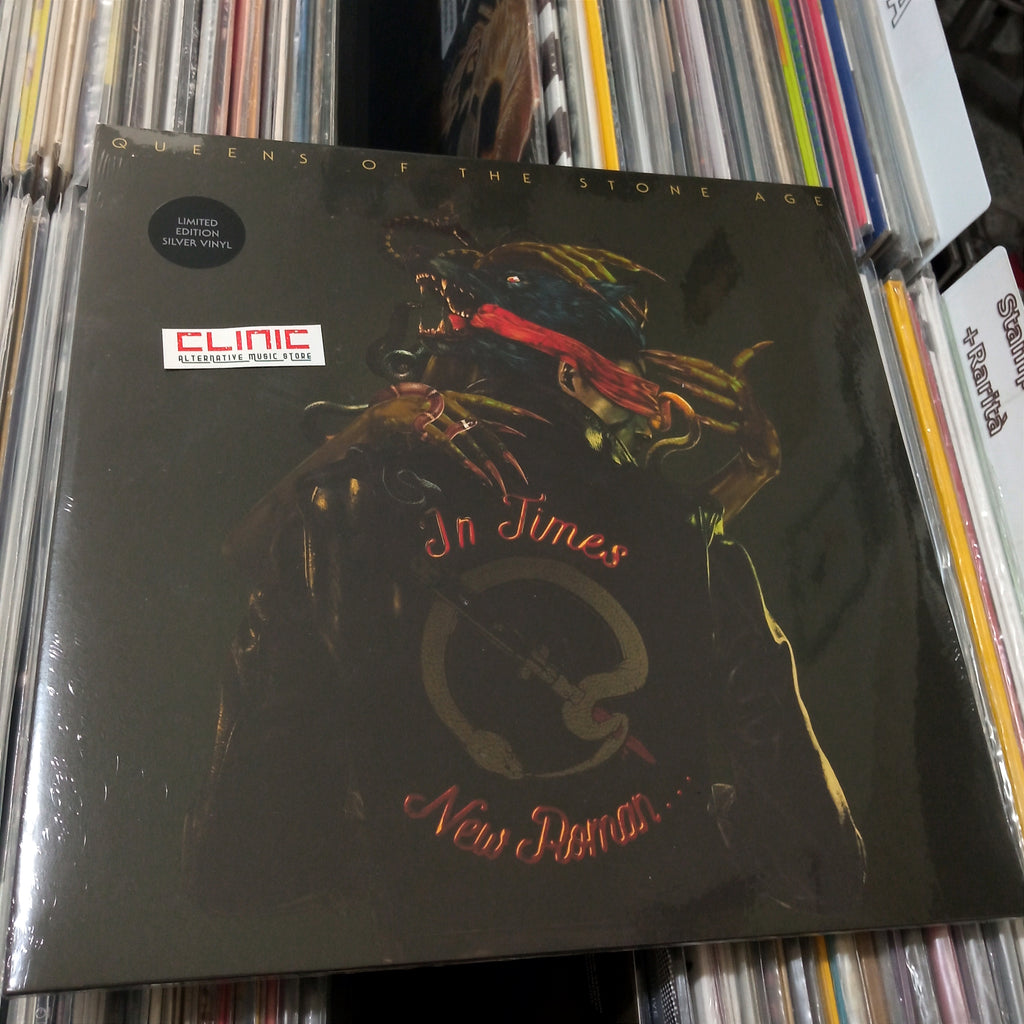 QUEENS OF THE STONE AGE
LIMITED
EDITION
SILVER VINYL
CLINIC
ALTERNATIVE MUSIC STORE
In Times
New Roman...
+Rarità